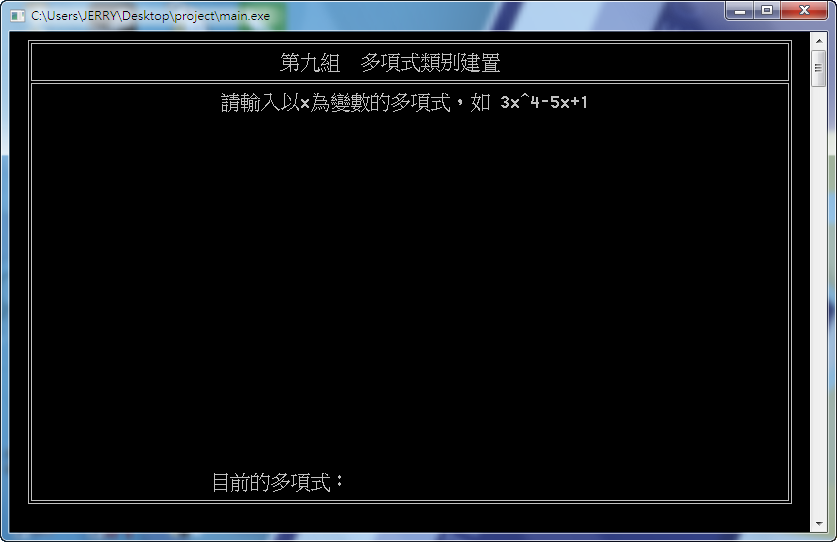 C:\Users\JERRY\Desktop\project\main.exe
第九組　多項式類別建置
請輸入以x為變數的多項式，如 3x^4-5x+1
目前的多項式：